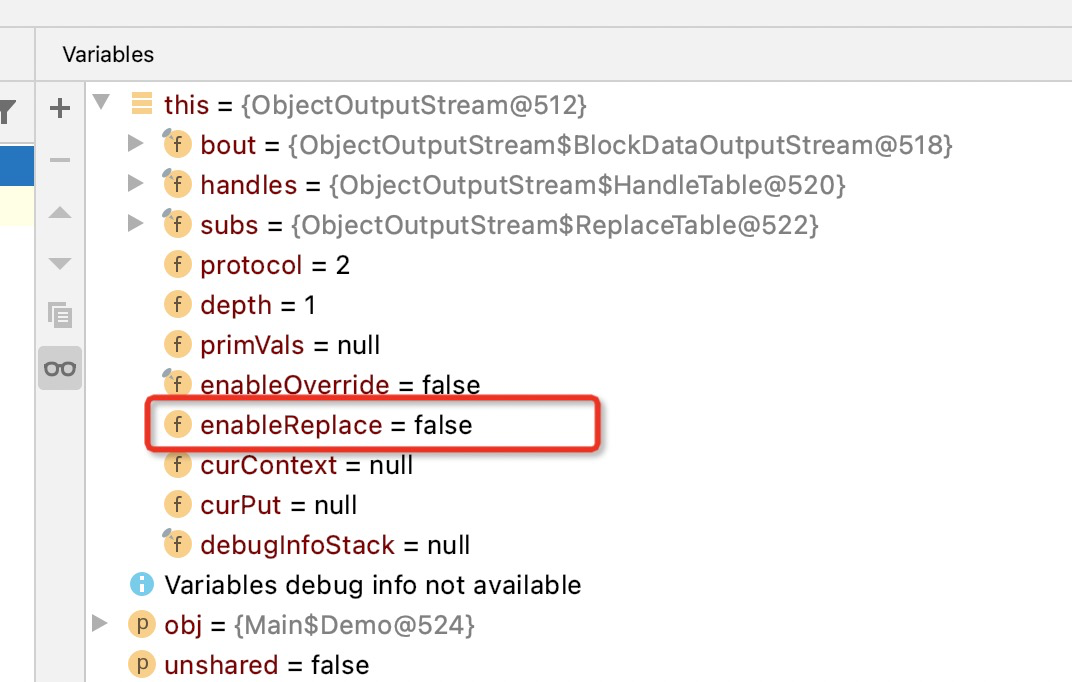 Variables
this = {ObjectOutputStream@512}
f bout = {ObjectOutputStream$BlockDataOutputStream@518}
f handles = {ObjectOutputStream$HandleTable@520}
f subs = {ObjectOutputStream$ReplaceTable@522}
f protocol = 2
f depth = 1
f primVals = null
f enableOverride = false
f enableReplace = false
f curContext = null
f curPut = null
f debugInfoStack = null
i Variables debug info not available
p obj = {Main$Demo@524}
p unshared = false